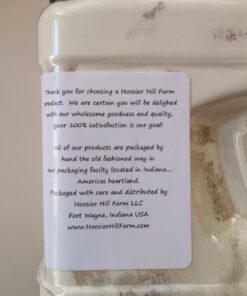 Thank you for choosing a Hoosier Hill Farm
product. We are certain you will be delighed
with our wholesome goodness and quality,
your 100% satisfaction is our goal!
All of our products are packaged by
hand the old fashioned way in
our packaging facilty located in Indiana...
Americas heartland.
Packaged with cares and distributed by:
Hoosier Hill Farm LLC
Fort Wayne, Indiana USA
www.HoosierHillFarm.com